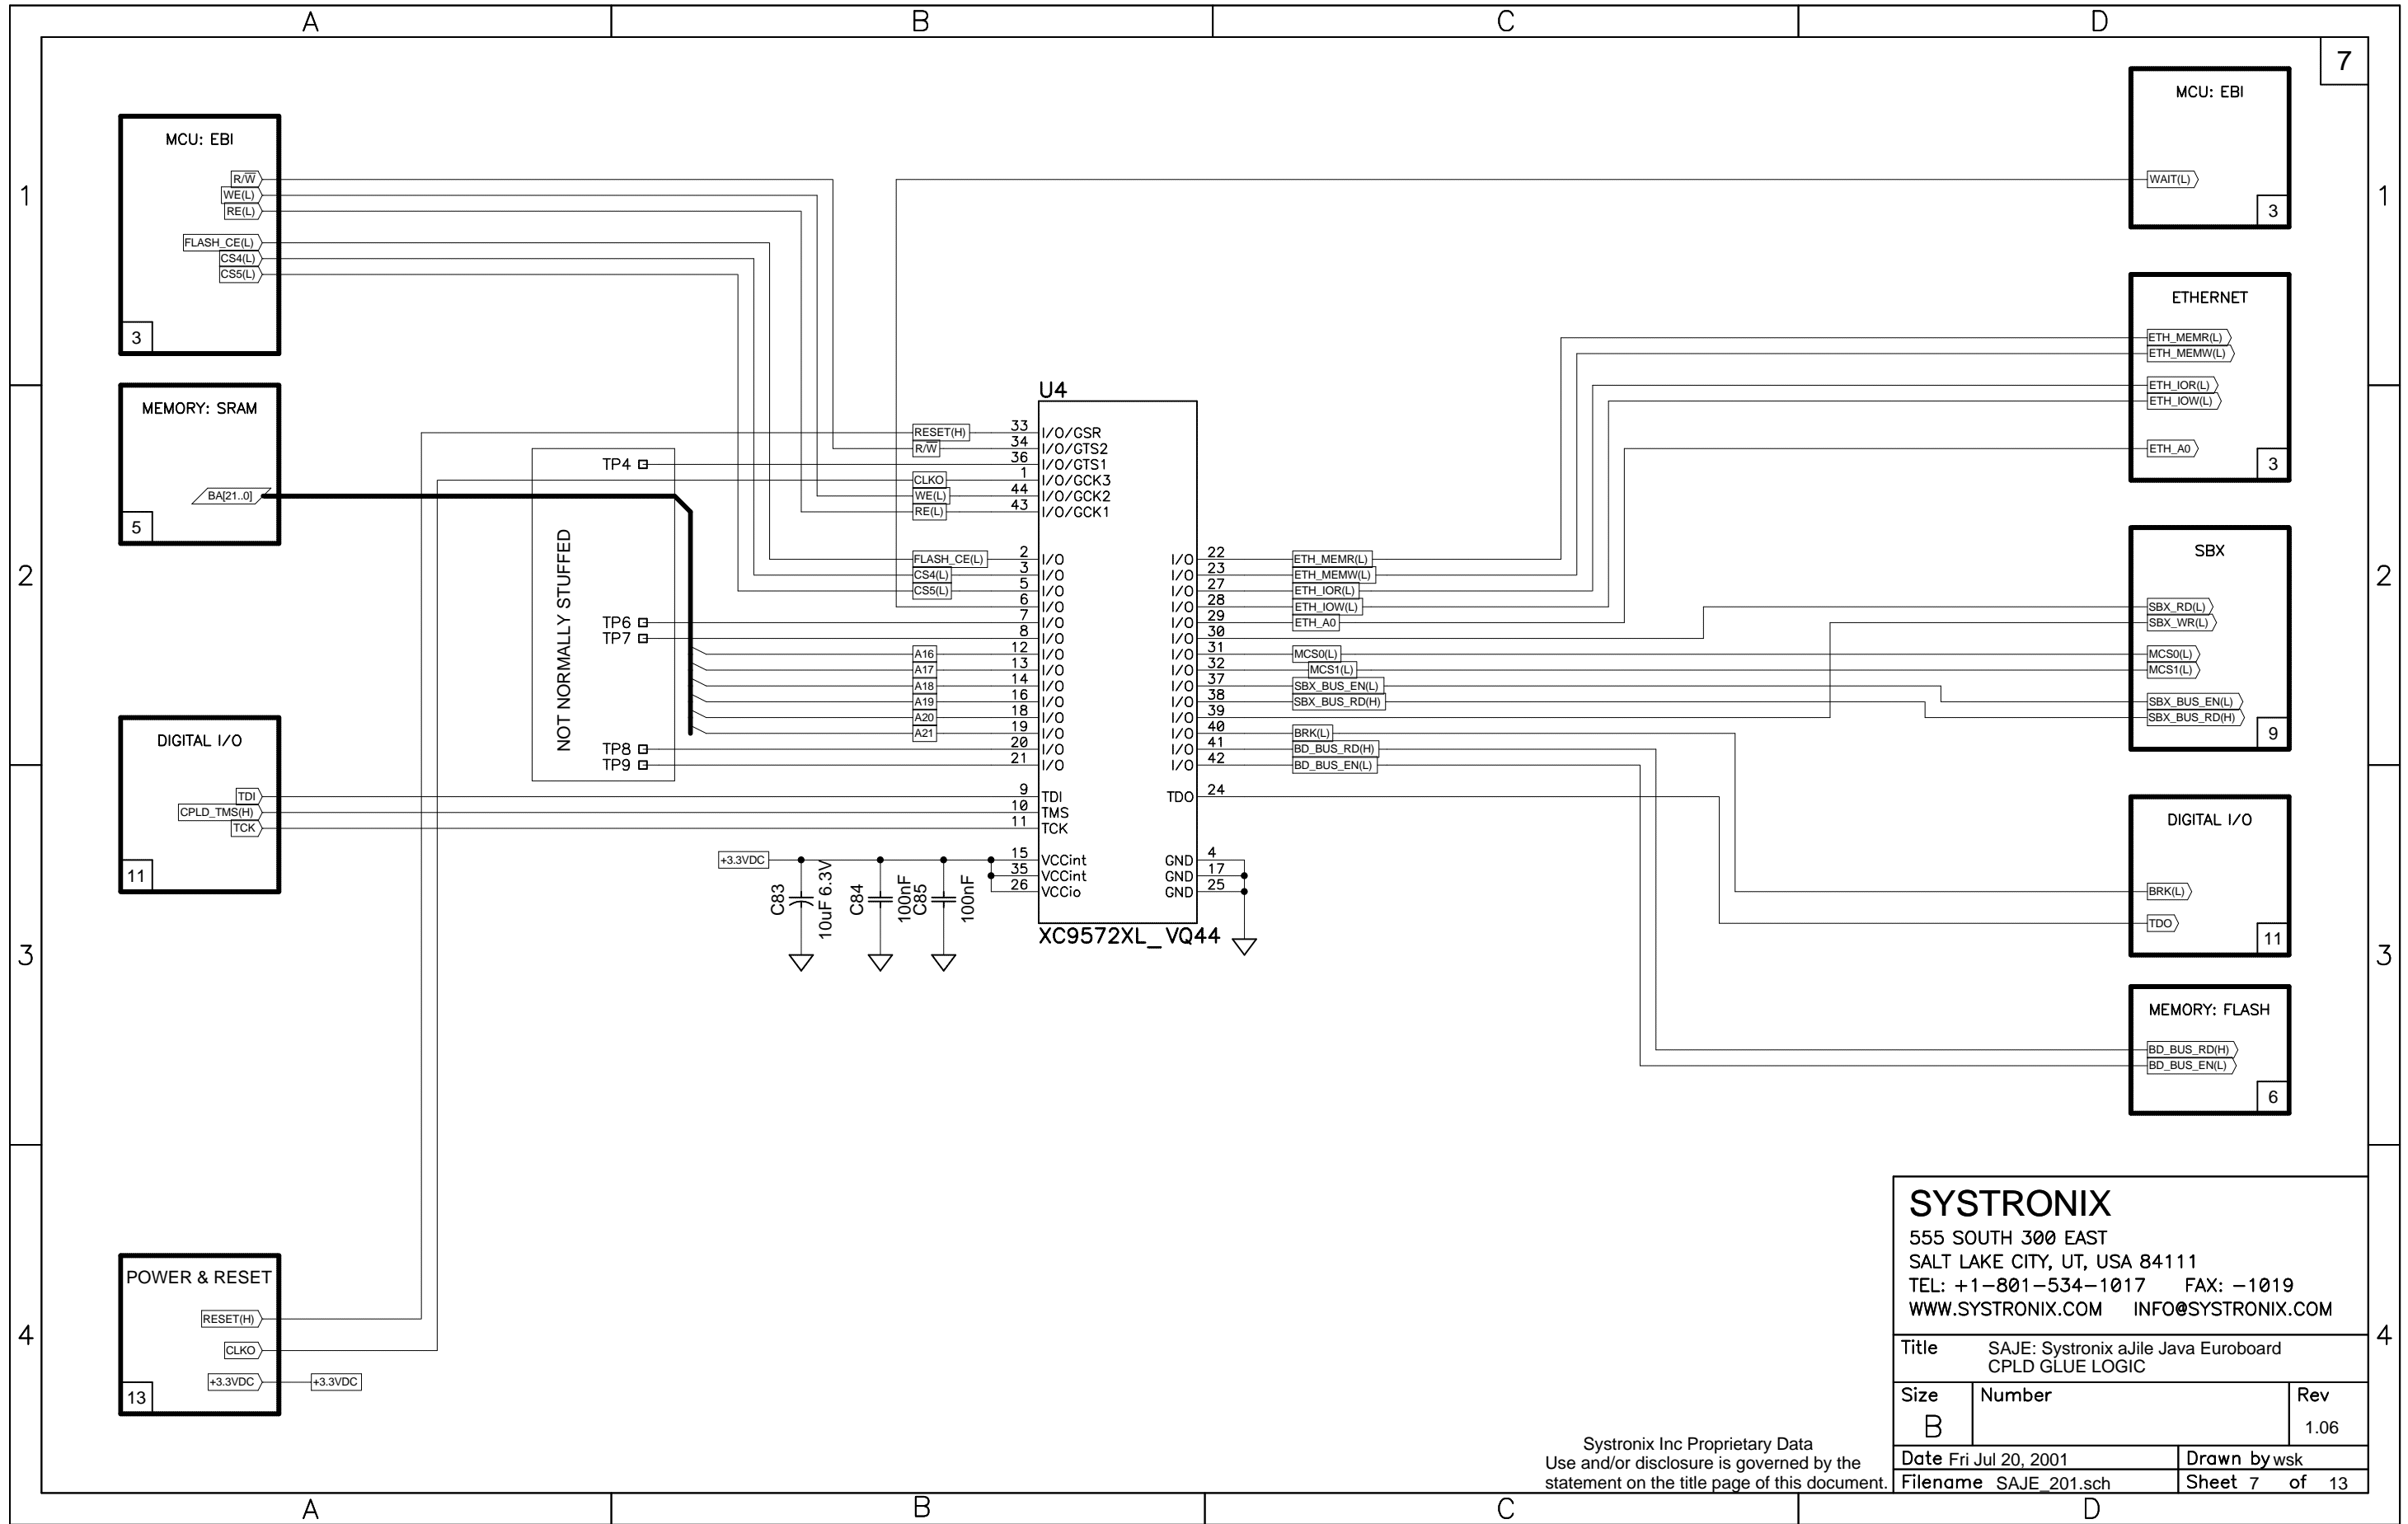 A B C D
7
1
2
3
4
MCU: EBI
R/W
WE(L)
RE(L)
FLASH_CE(L)
CS4(L)
CS5(L)
3
MEMORY: SRAM
BA[21..0]
5
DIGITAL I/O
TDI
CPLD_TMS(H)
TCK
11
POWER & RESET
RESET(H)
CLKO
+3.3VDC +3.3VDC
13
NOT NORMALLY STUFFED
TP4
TP6
TP7
TP8
TP9
U4
RESET(H) 33 I/O/GSR
R/W 34 I/O/GTS2
36 I/O/GTS1
CLKO 1 I/O/GCK3
WE(L) 44 I/O/GCK2
RE(L) 43 I/O/GCK1
FLASH_CE(L) 2 I/O
CS4(L) 3 I/O
CS5(L) 5 I/O
6 I/O
7 I/O
8 I/O
A16 12 I/O
A17 13 I/O
A18 14 I/O
A19 16 I/O
A20 18 I/O
A21 19 I/O
20 I/O
21 I/O
9 TDI
10 TMS
11 TCK
+3.3VDC 15 VCCint
35 VCCint
26 VCCio
C83 10uF 6.3V
C84 100nF
C85 100nF
I/O 22 ETH_MEMR(L)
I/O 23 ETH_MEMW(L)
I/O 27 ETH_IOR(L)
I/O 28 ETH_IOW(L)
I/O 29 ETH_A0
I/O 30
I/O 31 MCS0(L)
I/O 32 MCS1(L)
I/O 37 SBX_BUS_EN(L)
I/O 38 SBX_BUS_RD(H)
I/O 39
I/O 40 BRK(L)
I/O 41 BD_BUS_RD(H)
I/O 42 BD_BUS_EN(L)
TDO 24
GND 4
GND 17
GND 25
XC9572XL_VQ44
MCU: EBI
WAIT(L)
3
ETHERNET
ETH_MEMR(L)
ETH_MEMW(L)
ETH_IOR(L)
ETH_IOW(L)
ETH_A0
3
SBX
SBX_RD(L)
SBX_WR(L)
MCS0(L)
MCS1(L)
SBX_BUS_EN(L)
SBX_BUS_RD(H)
9
DIGITAL I/O
BRK(L)
TDO
11
MEMORY: FLASH
BD_BUS_RD(H)
BD_BUS_EN(L)
6
1
2
3
4
Systronix Inc Proprietary Data
Use and/or disclosure is governed by the
statement on the title page of this document.
SYSTRONIX
555 SOUTH 300 EAST
SALT LAKE CITY, UT, USA 84111
TEL: +1-801-534-1017 FAX: -1019
WWW.SYSTRONIX.COM INFO@SYSTRONIX.COM
Title SAJE: Systronix aJile Java Euroboard
CPLD GLUE LOGIC
Size Number Rev
B 1.06
Date Fri Jul 20, 2001 Drawn by wsk
Filename SAJE_201.sch Sheet 7 of 13
A B C D